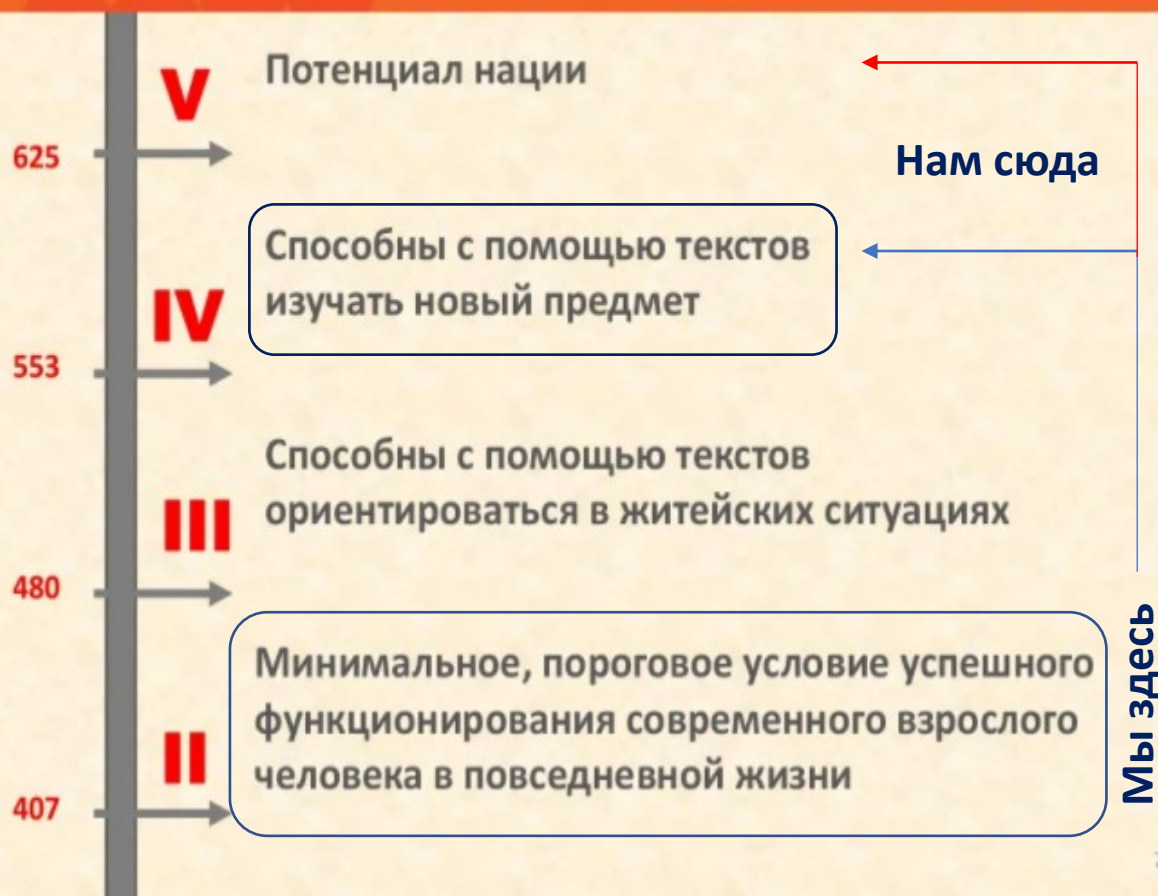 V
Потенциал нации
625
Нам сюда
Способны с помощью текстов
изучать новый предмет
IV
553
Способны с помощью текстов
ориентироваться в житейских ситуациях
III
480
Минимальное, пороговое условие успешного
функционирования современного взрослого
человека в повседневной жизни
II
407
Мы здесь